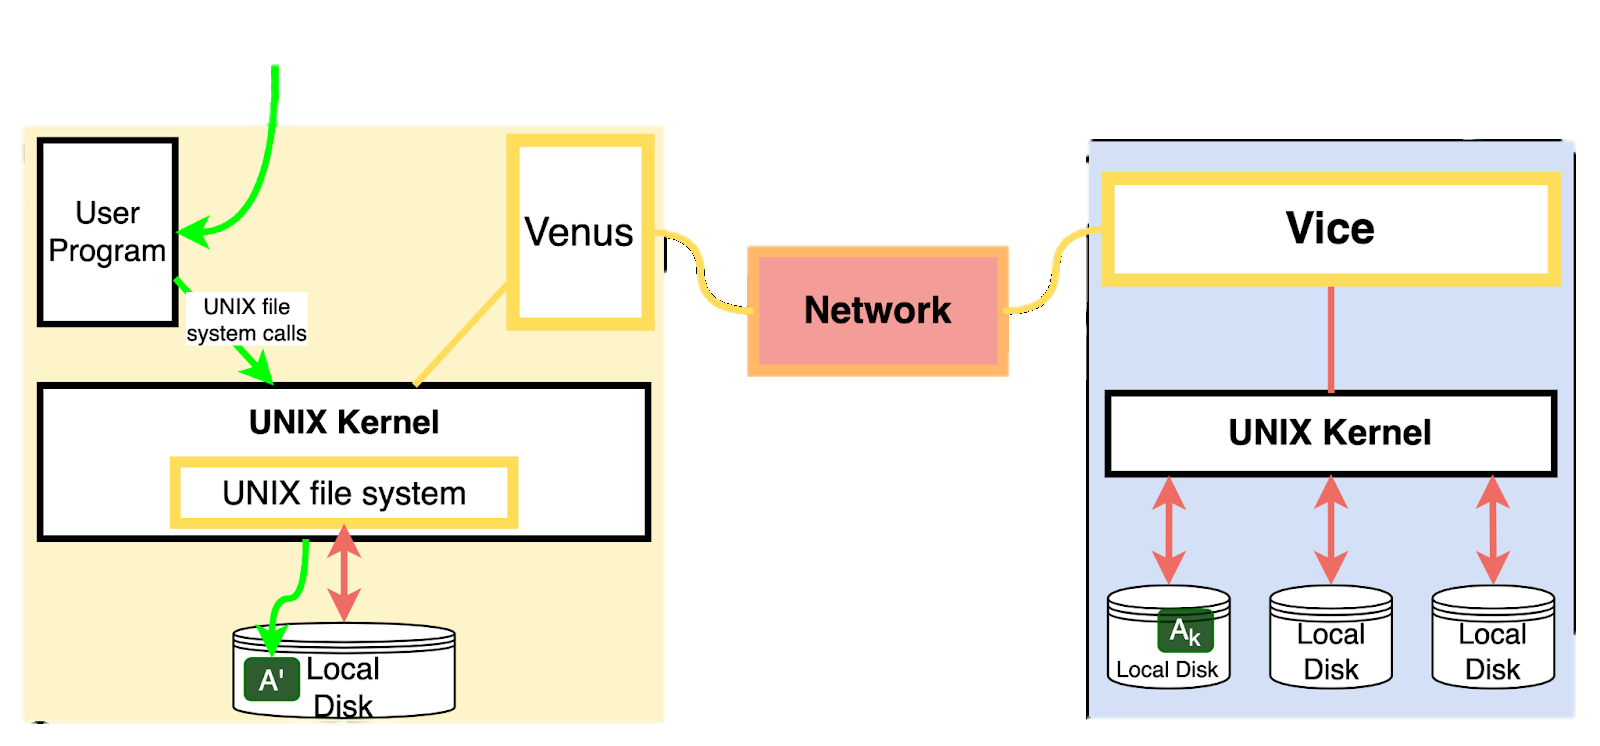 User
Program
UNIX file
system calls
Venus
UNIX Kernel
UNIX file system
A'
Local
Disk
Network
Vice
UNIX Kernel
Ak
Local Disk
Local
Disk
Local
Disk